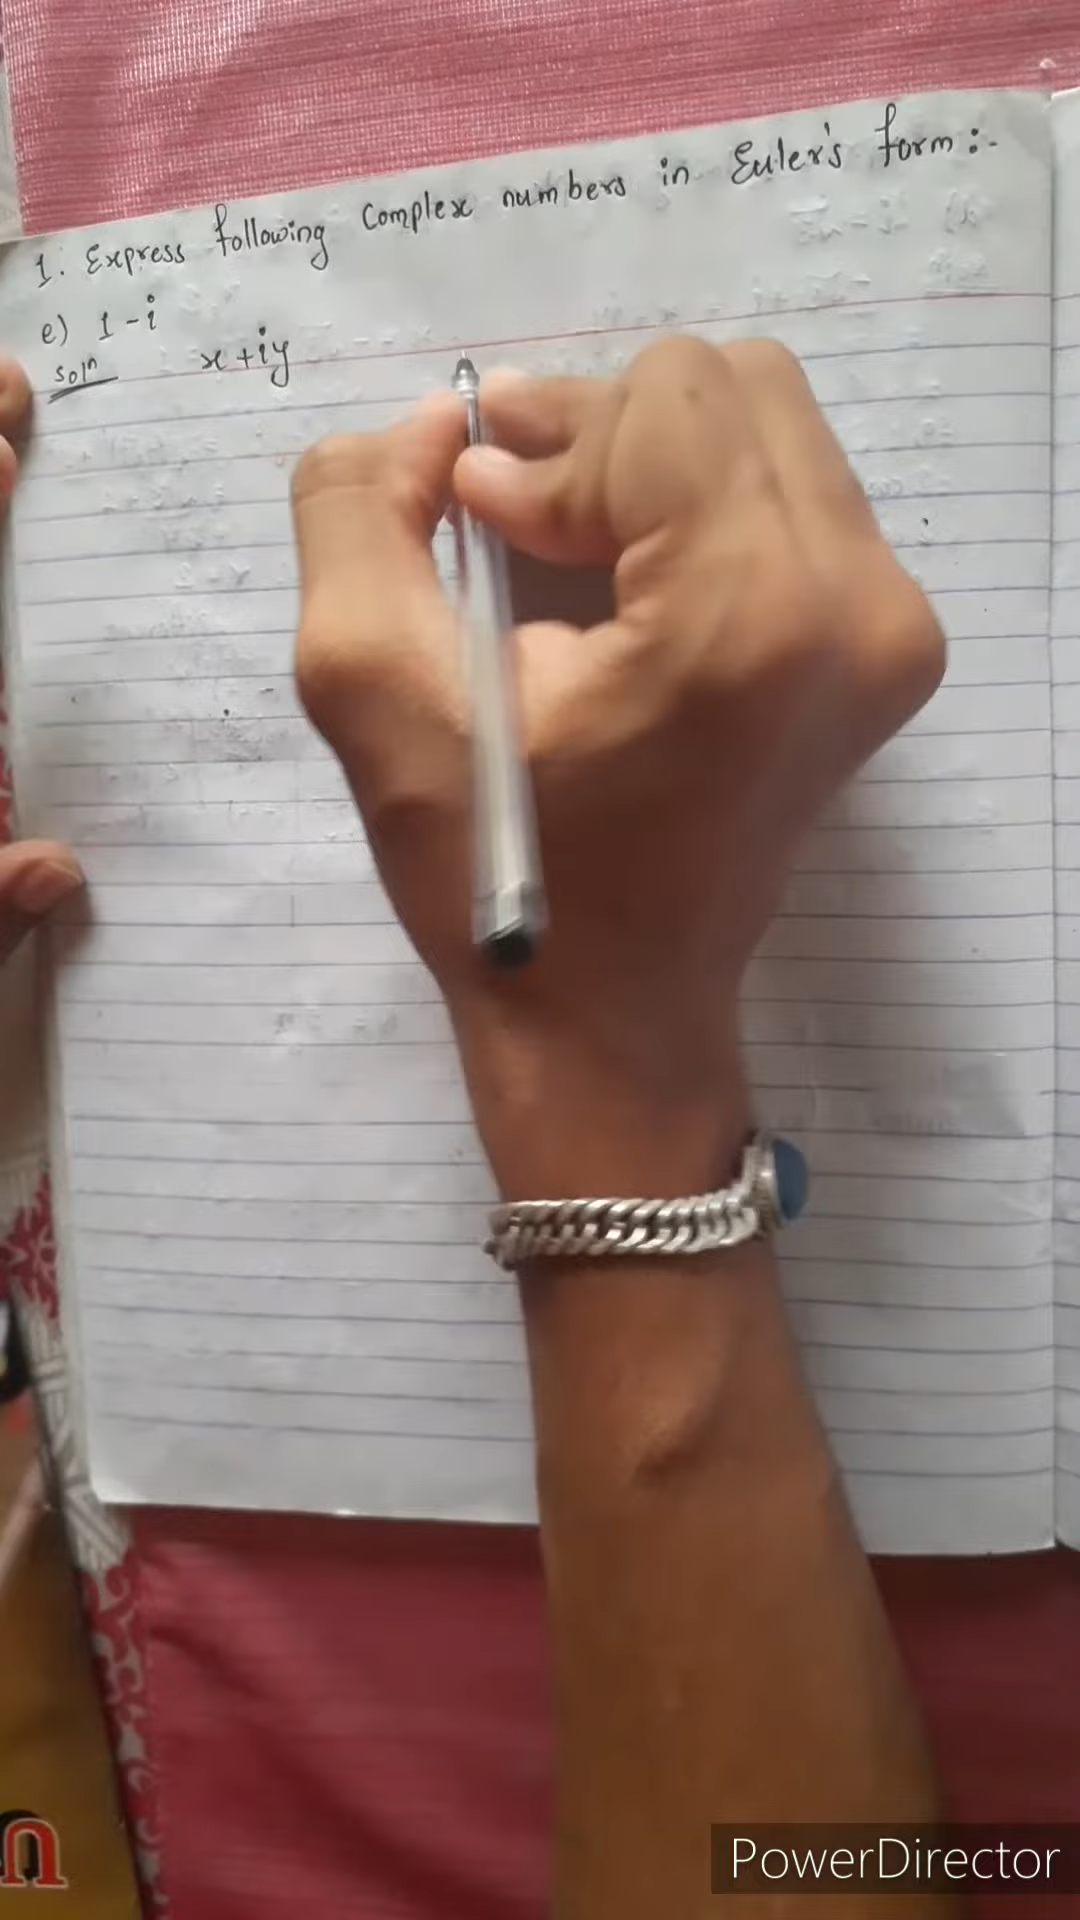 1. Express following Complex numbers in Euler's form :-
e) 1 - i
soln x + iy
n
PowerDirector